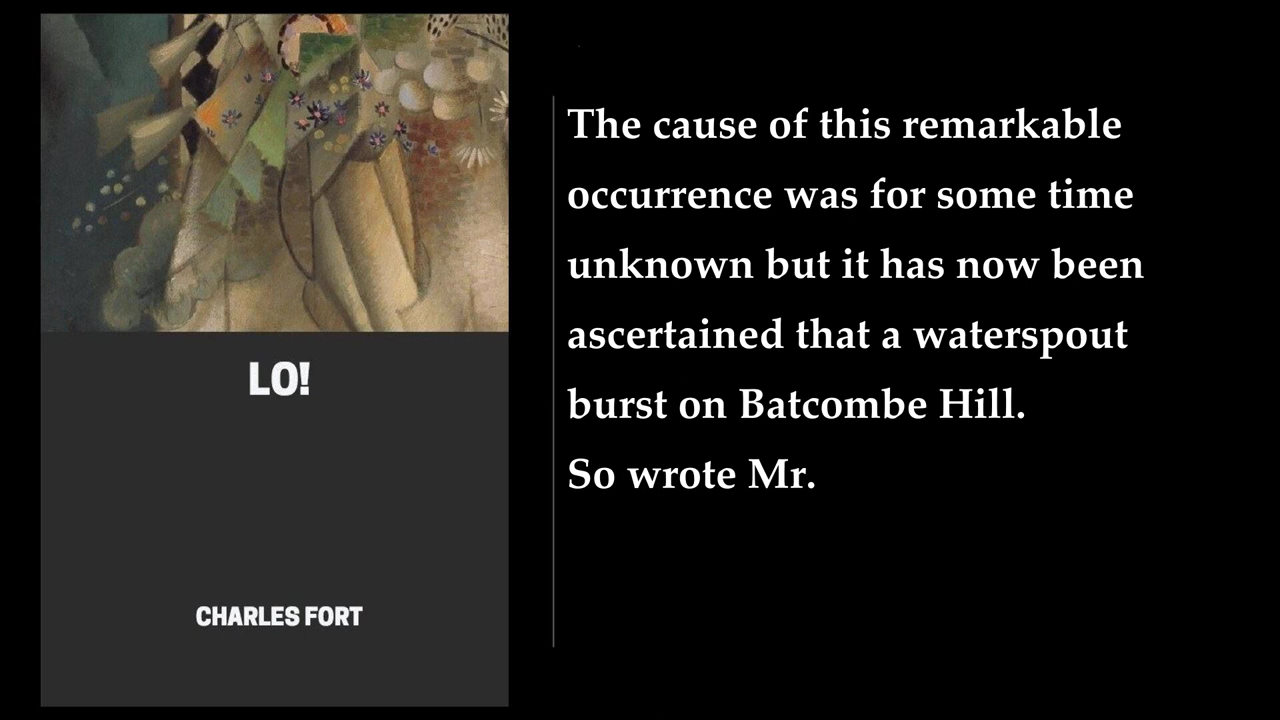 LO!
CHARLES FORT
The cause of this remarkable
occurrence was for some time
unknown but it has now been
ascertained that a waterspout
burst on Batcombe Hill.
So wrote Mr.